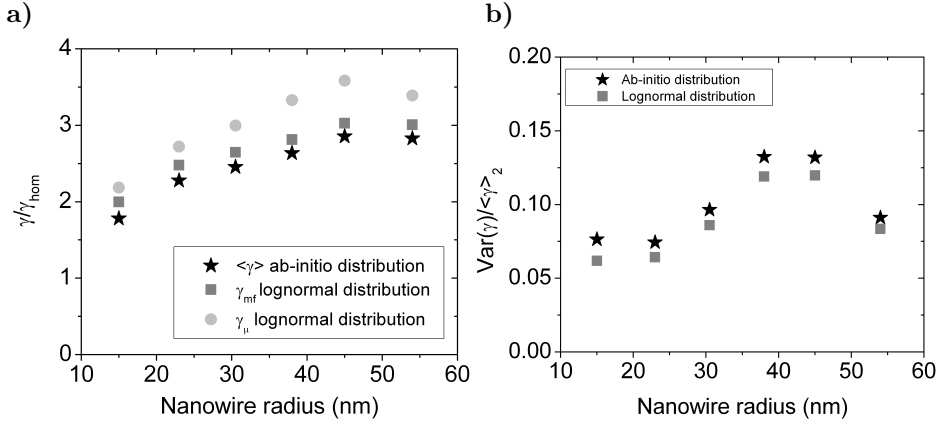 a)
4
3
2
1
0
γ/γhom
10 20 30 40 50 60
Nanowire radius (nm)
<γ> ab-initio distribution
γmf lognormal distribution
γμ lognormal distribution
b)
0.20
0.15
0.10
0.05
0.00
Var(γ)/<γ>2
10 20 30 40 50 60
Nanowire radius (nm)
Ab-initio distribution
Lognormal distribution